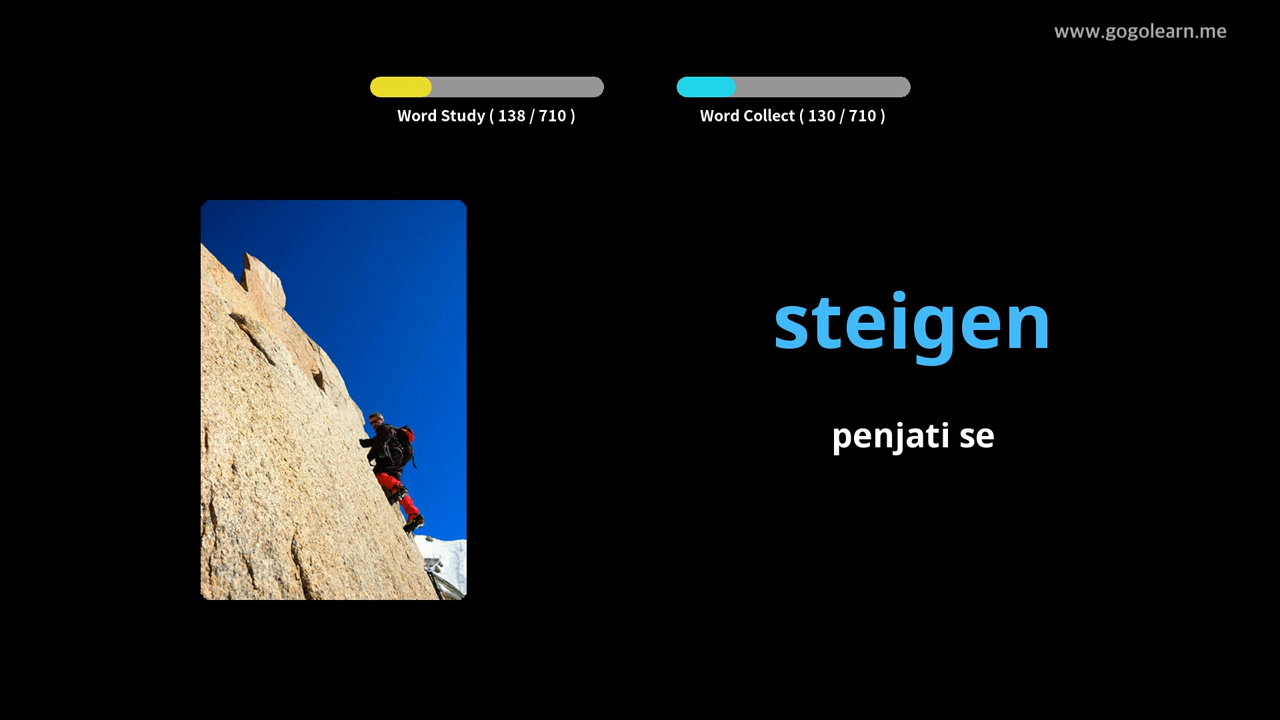 www.gogolearn.me
Word Study ( 138 / 710 )
Word Collect ( 130 / 710 )
steigen
penjati se